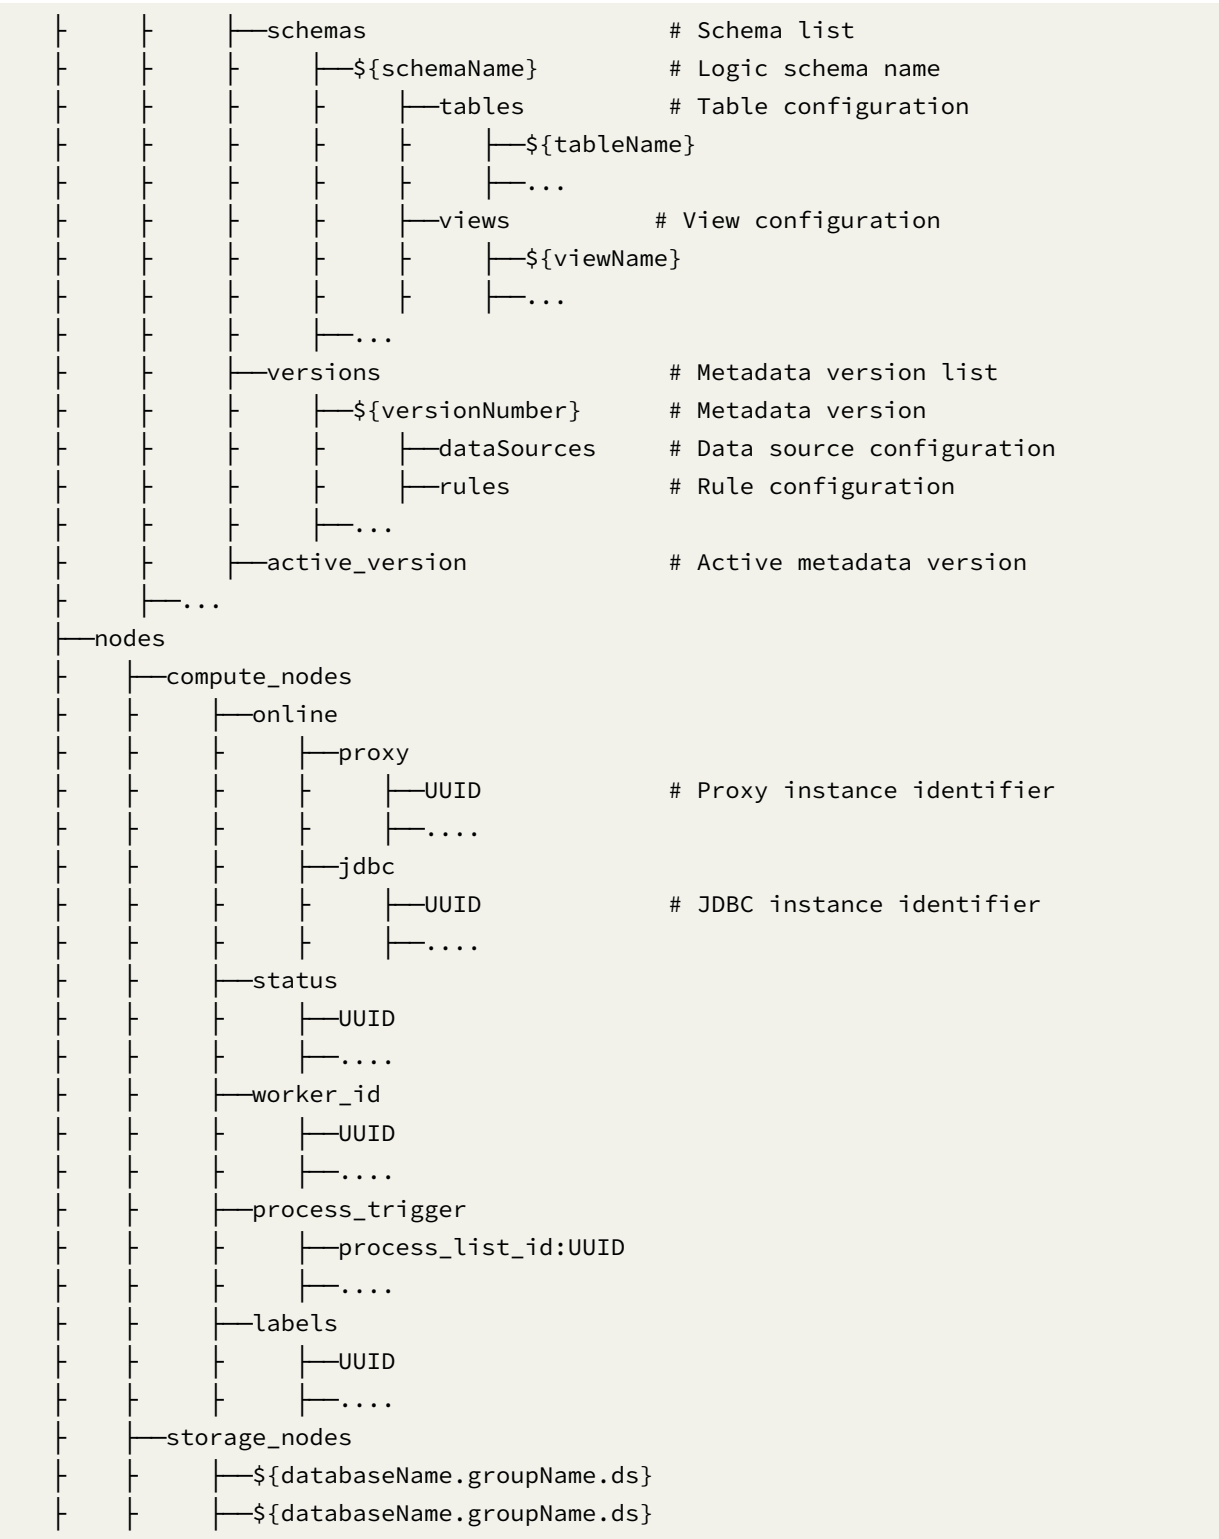 ├     ├     ├──schemas                     # Schema list
├     ├     ├     ├──${schemaName}         # Logic schema name
├     ├     ├     ├     ├──tables          # Table configuration
├     ├     ├     ├     ├     ├──${tableName}
├     ├     ├     ├     ├     ├──...
├     ├     ├     ├     ├──views          # View configuration
├     ├     ├     ├     ├     ├──${viewName}
├     ├     ├     ├     ├     ├──...
├     ├     ├     ├──...
├     ├     ├──versions                    # Metadata version list
├     ├     ├     ├──${versionNumber}      # Metadata version
├     ├     ├     ├     ├──dataSources     # Data source configuration
├     ├     ├     ├     ├──rules           # Rule configuration
├     ├     ├     ├──...
├     ├     ├──active_version              # Active metadata version
├     ├──...
├──nodes
├    ├──compute_nodes
├    ├     ├──online
├    ├     ├     ├──proxy
├    ├     ├     ├     ├──UUID             # Proxy instance identifier
├    ├     ├     ├     ├──....
├    ├     ├     ├──jdbc
├    ├     ├     ├     ├──UUID             # JDBC instance identifier
├    ├     ├     ├     ├──....
├    ├     ├──status
├    ├     ├     ├──UUID
├    ├     ├     ├──....
├    ├     ├──worker_id
├    ├     ├     ├──UUID
├    ├     ├     ├──....
├    ├     ├──process_trigger
├    ├     ├     ├──process_list_id:UUID
├    ├     ├     ├──....
├    ├     ├──labels
├    ├     ├     ├──UUID
├    ├     ├     ├──....
├    ├──storage_nodes
├    ├     ├──${databaseName.groupName.ds}
├    ├     ├──${databaseName.groupName.ds}